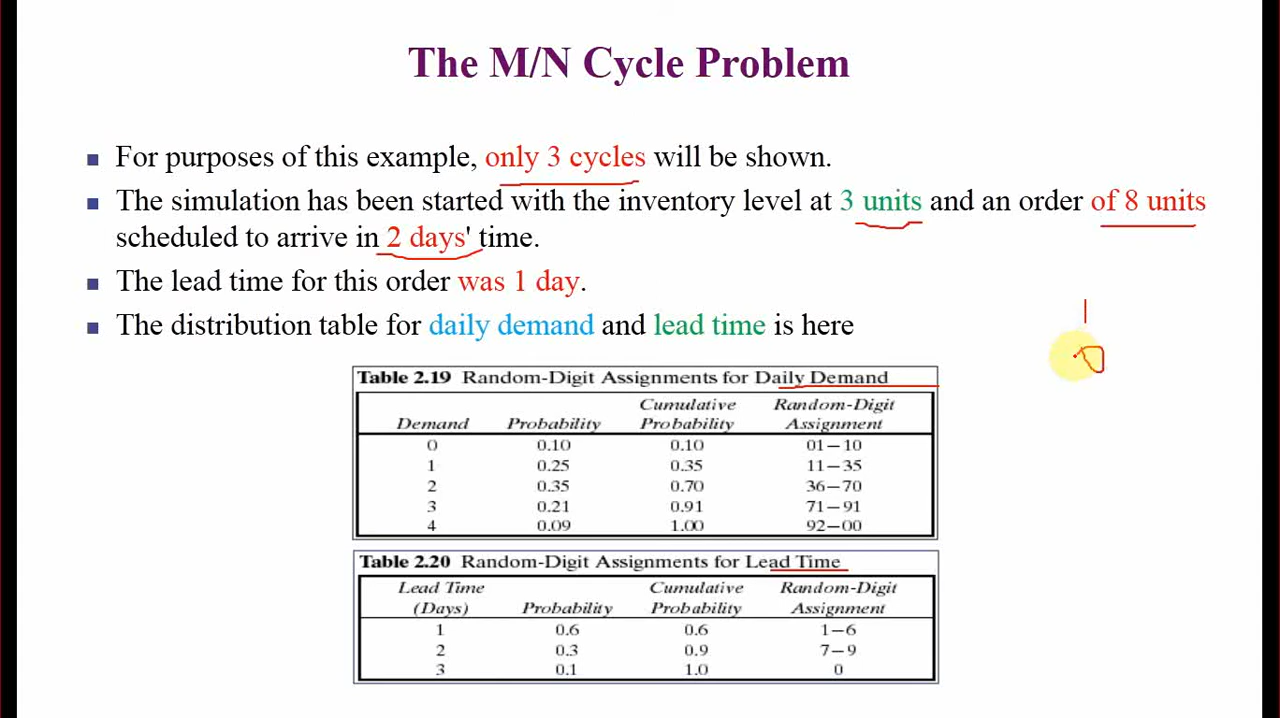 The M/N Cycle Problem
For purposes of this example, only 3 cycles will be shown.
The simulation has been started with the inventory level at 3 units and an order of 8 units
scheduled to arrive in 2 days' time.
The lead time for this order was 1 day.
The distribution table for daily demand and lead time is here
Table 2.19 Random-Digit Assignments for Daily Demand
Demand Probability Cumulative Probability Random-Digit Assignment
0 0.10 0.10 01–10
1 0.25 0.35 11–35
2 0.35 0.70 36–70
3 0.21 0.91 71–91
4 0.09 1.00 92–00
Table 2.20 Random-Digit Assignments for Lead Time
Lead Time (Days) Probability Cumulative Probability Random-Digit Assignment
1 0.6 0.6 1–6
2 0.3 0.9 7–9
3 0.1 1.0 0